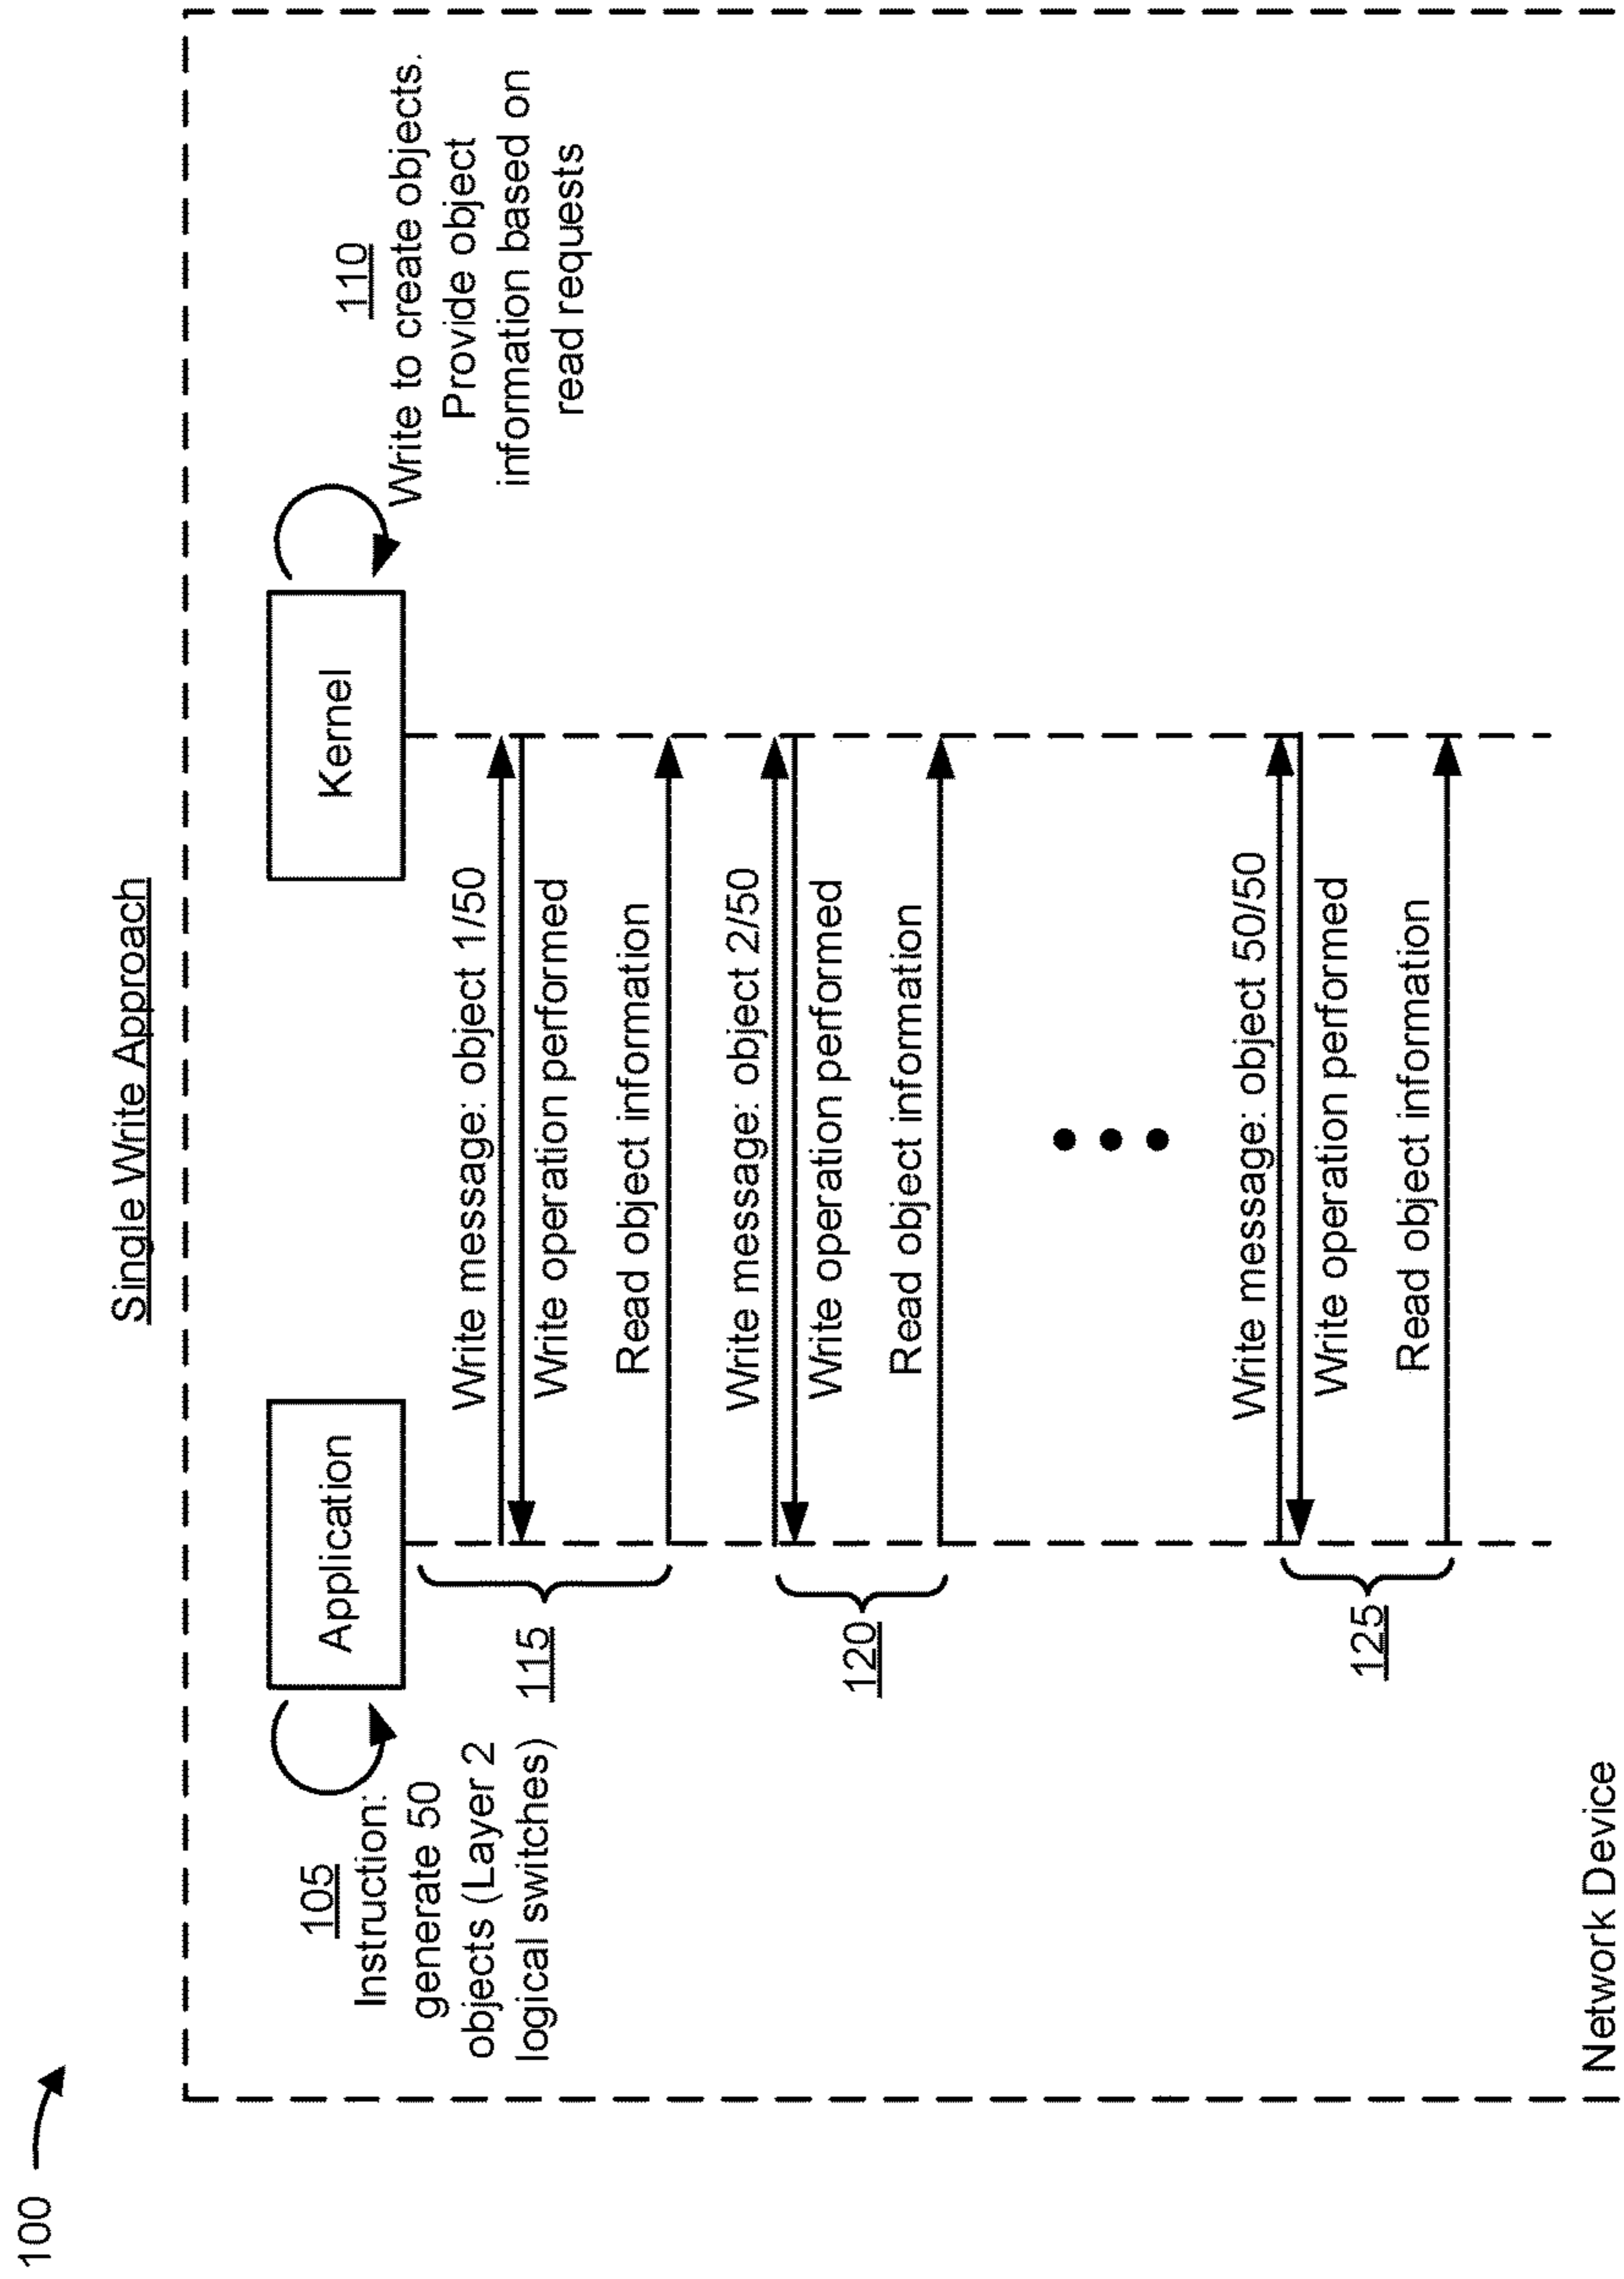 100
Single Write Approach
105
Instruction:
generate 50
objects (Layer 2
logical switches)
Application
Kernel
110
Write to create objects.
Provide object
information based on
read requests
115
Write message: object 1/50
Write operation performed
Read object information
120
Write message: object 2/50
Write operation performed
Read object information
125
Write message: object 50/50
Write operation performed
Read object information
Network Device